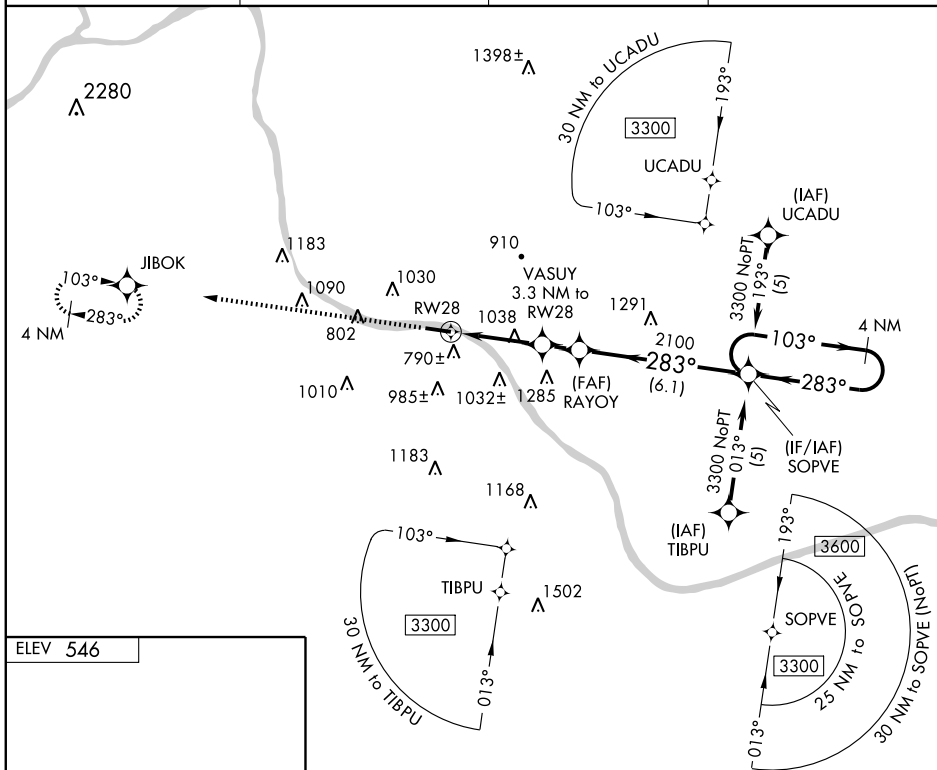 1398±
2280
30 NM to UCADU
193°
3300
UCADU
103°
(IAF)
UCADU
3300 NoPT
193°
(5)
1183
910
JIBOK
103°
283°
4 NM
1090
1030
802
RW28
VASUY
3.3 NM to
RW28
1038
1291
2100
283°
(6.1)
103°
4 NM
283°
790±
1010
985±
1032±
1285
(FAF)
RAYOY
(IF/IAF)
SOPVE
3300 NoPT
013°
(5)
(IAF)
TIBPU
1183
1168
1502
103°
TIBPU
3300
30 NM to TIBPU
013°
193°
3600
SOPVE
3300
25 NM to SOPVE
30 NM to SOPVE (NoPT)
013°
ELEV 546